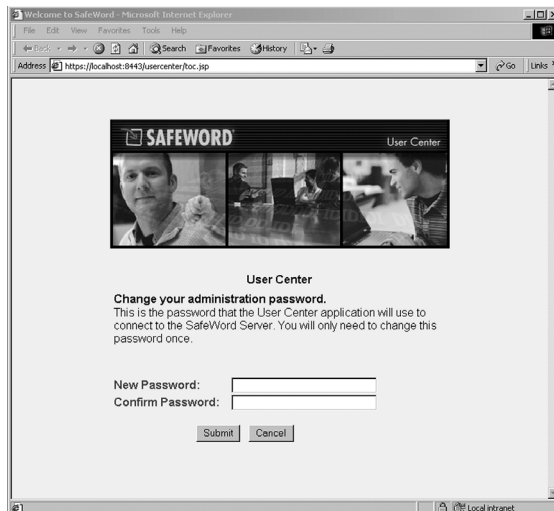 Welcome to SafeWord - Microsoft Internet Explorer
File Edit View Favorites Tools Help
Back Search Favorites History
Address https://localhost:8443/usercenter/toc.jsp Go Links
SAFEWORD
User Center
User Center
Change your administration password.
This is the password that the User Center application will use to
connect to the SafeWord Server. You will only need to change this
password once.
New Password:
Confirm Password:
Submit Cancel
Local intranet